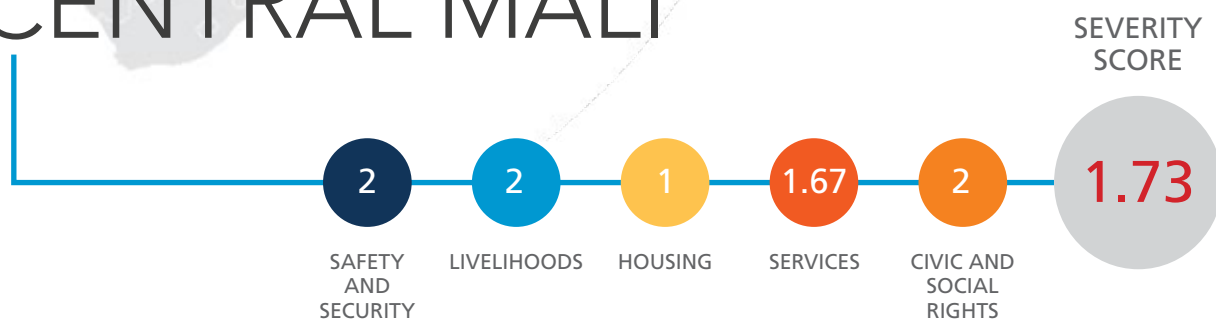 CENTRAL MALI
SEVERITY
SCORE
2
2
1
1.67
2
1.73
SAFETY
AND
SECURITY
LIVELIHOODS
HOUSING
SERVICES
CIVIC AND
SOCIAL
RIGHTS